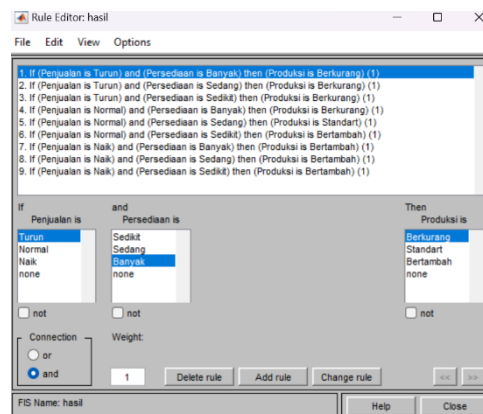 Rule Editor: hasil
File Edit View Options
1. If (Penjualan is Turun) and (Persediaan is Banyak) then (Produksi is Berkurang) (1)
2. If (Penjualan is Turun) and (Persediaan is Sedang) then (Produksi is Berkurang) (1)
3. If (Penjualan is Turun) and (Persediaan is Sedikit) then (Produksi is Berkurang) (1)
4. If (Penjualan is Normal) and (Persediaan is Banyak) then (Produksi is Berkurang) (1)
5. If (Penjualan is Normal) and (Persediaan is Sedang) then (Produksi is Standart) (1)
6. If (Penjualan is Normal) and (Persediaan is Sedikit) then (Produksi is Bertambah) (1)
7. If (Penjualan is Naik) and (Persediaan is Banyak) then (Produksi is Bertambah) (1)
8. If (Penjualan is Naik) and (Persediaan is Sedang) then (Produksi is Bertambah) (1)
9. If (Penjualan is Naik) and (Persediaan is Sedikit) then (Produksi is Bertambah) (1)
If and Then
Penjualan is Persediaan is Produksi is
Turun Sedikit Berkurang
Normal Sedang Standart
Naik Banyak Bertambah
none none none
not not not
Connection Weight:
or
and 1 Delete rule Add rule Change rule << >>
FIS Name: hasil Help Close